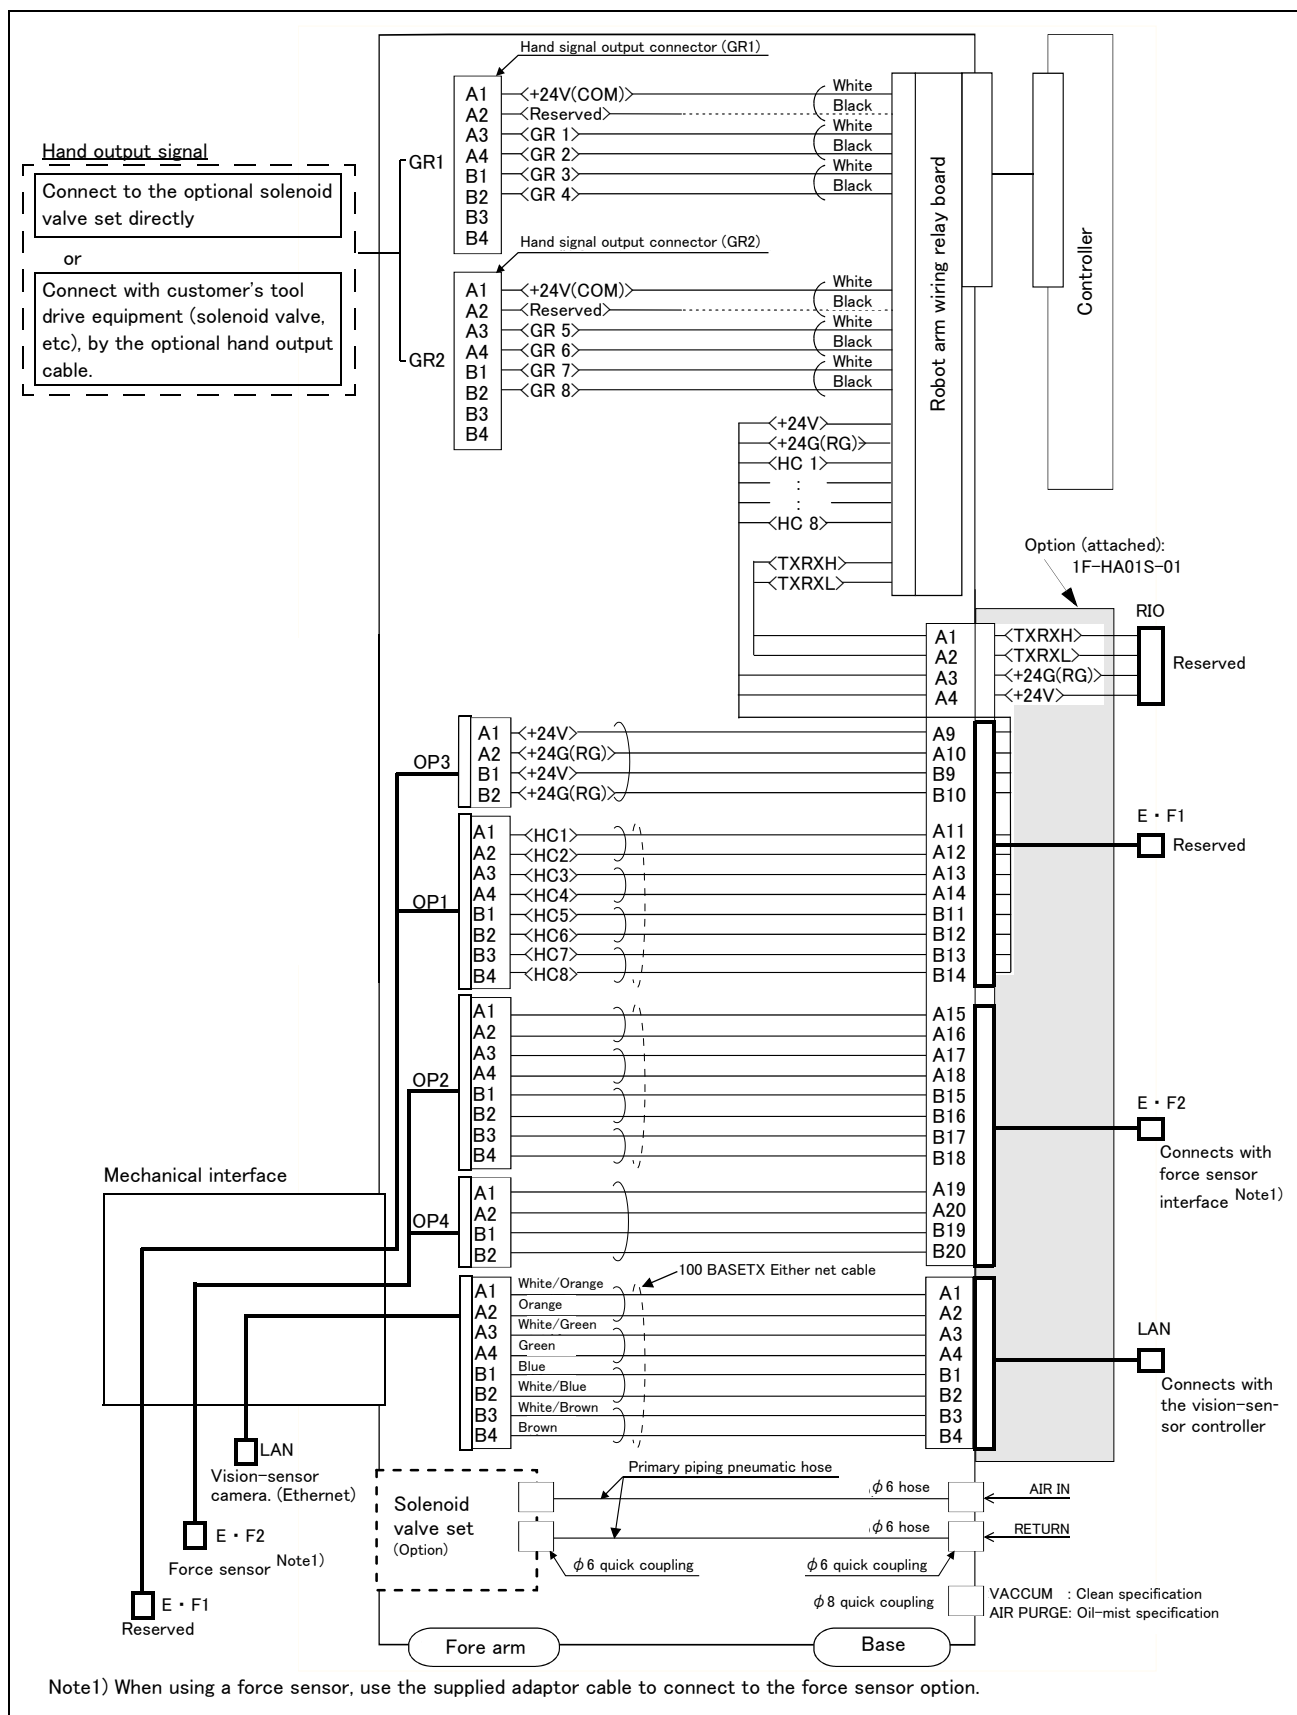 Hand signal output connector (GR1)
A1 <+24V(COM)> White
A2 <Reserved> Black
A3 <GR 1> White
A4 <GR 2> Black
B1 <GR 3> White
B2 <GR 4> Black
B3
B4
GR1
Hand output signal
Connect to the optional solenoid
valve set directly
or
Connect with customer's tool
drive equipment (solenoid valve,
etc), by the optional hand output
cable.
Hand signal output connector (GR2)
A1 <+24V(COM)> White
A2 <Reserved> Black
A3 <GR 5> White
A4 <GR 6> Black
B1 <GR 7> White
B2 <GR 8> Black
B3
B4
GR2
Robot arm wiring relay board
Controller
<+24V>
<+24G(RG)>
<HC 1>
:
:
<HC 8>
<TXRXH>
<TXRXL>
Option (attached):
1F-HA01S-01
RIO
A1 <TXRXH>
A2 <TXRXL>
A3 <+24G(RG)>
A4 <+24V>
Reserved
OP3
A1 <+24V> A9
A2 <+24G(RG)> A10
B1 <+24V> B9
B2 <+24G(RG)> B10
OP1
A1 <HC1> A11
A2 <HC2> A12
A3 <HC3> A13
A4 <HC4> A14
B1 <HC5> B11
B2 <HC6> B12
B3 <HC7> B13
B4 <HC8> B14
E・F1
Reserved
OP2
A1 A15
A2 A16
A3 A17
A4 A18
B1 B15
B2 B16
B3 B17
B4 B18
E・F2
Connects with
force sensor
interface Note1)
Mechanical interface
OP4
A1 A19
A2 A20
B1 B19
B2 B20
100 BASETX Either net cable
A1 White/Orange A1
A2 Orange A2
A3 White/Green A3
A4 Green A4
B1 Blue B1
B2 White/Blue B2
B3 White/Brown B3
B4 Brown B4
LAN
Connects with
the vision-sen-
sor controller
LAN
Vision-sensor
camera. (Ethernet)
E・F2
Force sensor Note1)
E・F1
Reserved
Primary piping pneumatic hose
Solenoid
valve set
(Option)
φ6 hose AIR IN
φ6 hose RETURN
φ6 quick coupling φ6 quick coupling
φ8 quick coupling
VACCUM : Clean specification
AIR PURGE: Oil-mist specification
Fore arm Base
Note1) When using a force sensor, use the supplied adaptor cable to connect to the force sensor option.